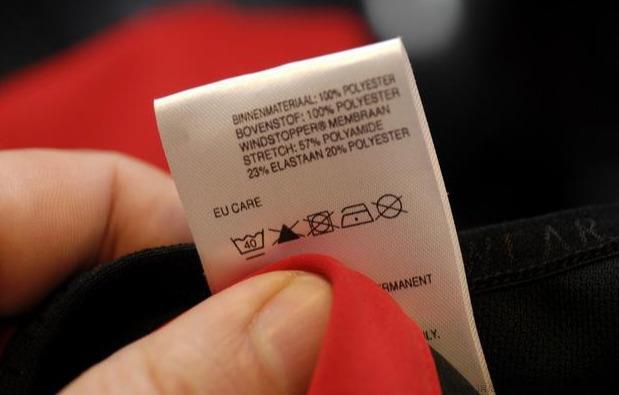 BINNENMATERIAAL: 100% POLYESTER
BOVENSTOF: 100% POLYESTER
WINDSTOPPER® MEMBRAAN
STRETCH: 57% POLYAMIDE
23% ELASTAAN 20% POLYESTER
EU CARE
40
RMANENT
LY.